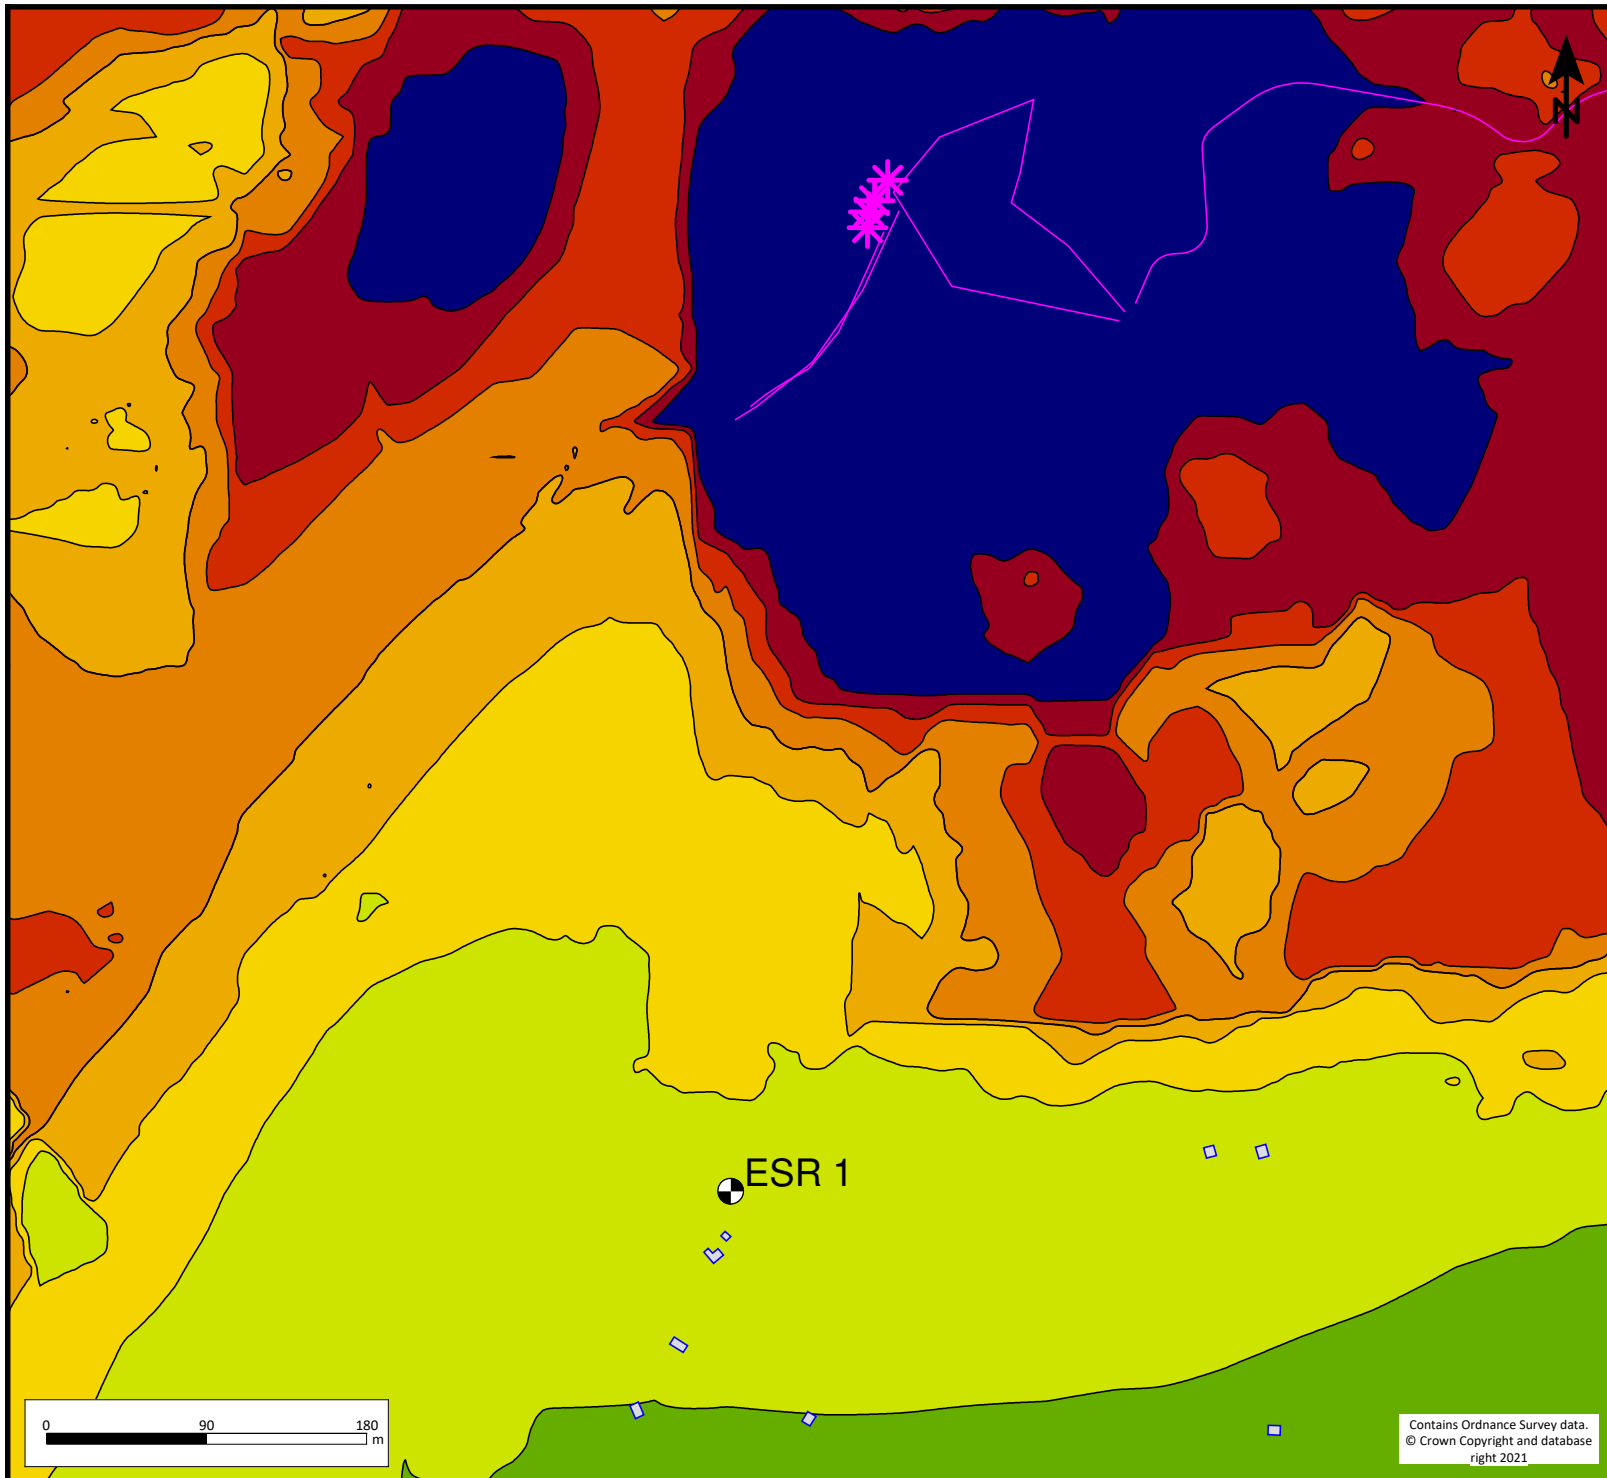 N
ESR 1
0 90 180
m
Contains Ordnance Survey data.
© Crown Copyright and database
right 2021